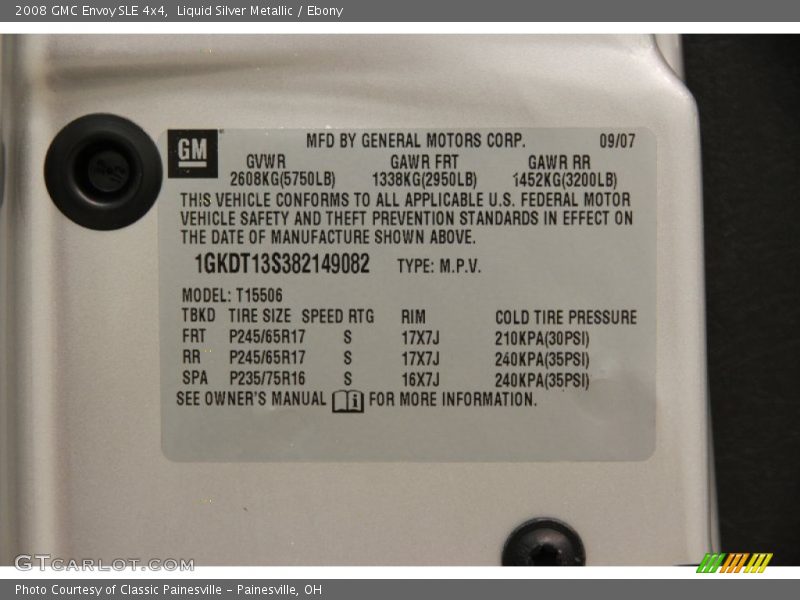 2008 GMC Envoy SLE 4x4, Liquid Silver Metallic / Ebony
GM
MFD BY GENERAL MOTORS CORP. 09/07
GVWR GAWR FRT GAWR RR
2608KG(5750LB) 1338KG(2950LB) 1452KG(3200LB)
THIS VEHICLE CONFORMS TO ALL APPLICABLE U.S. FEDERAL MOTOR
VEHICLE SAFETY AND THEFT PREVENTION STANDARDS IN EFFECT ON
THE DATE OF MANUFACTURE SHOWN ABOVE.
1GKDT13S382149082 TYPE: M.P.V.
MODEL: T15506
TBKD TIRE SIZE SPEED RTG RIM COLD TIRE PRESSURE
FRT P245/65R17 S 17X7J 210KPA(30PSI)
RR P245/65R17 S 17X7J 240KPA(35PSI)
SPA P235/75R16 S 16X7J 240KPA(35PSI)
SEE OWNER'S MANUAL FOR MORE INFORMATION.
GTCARLOT.COM
Photo Courtesy of Classic Painesville – Painesville, OH